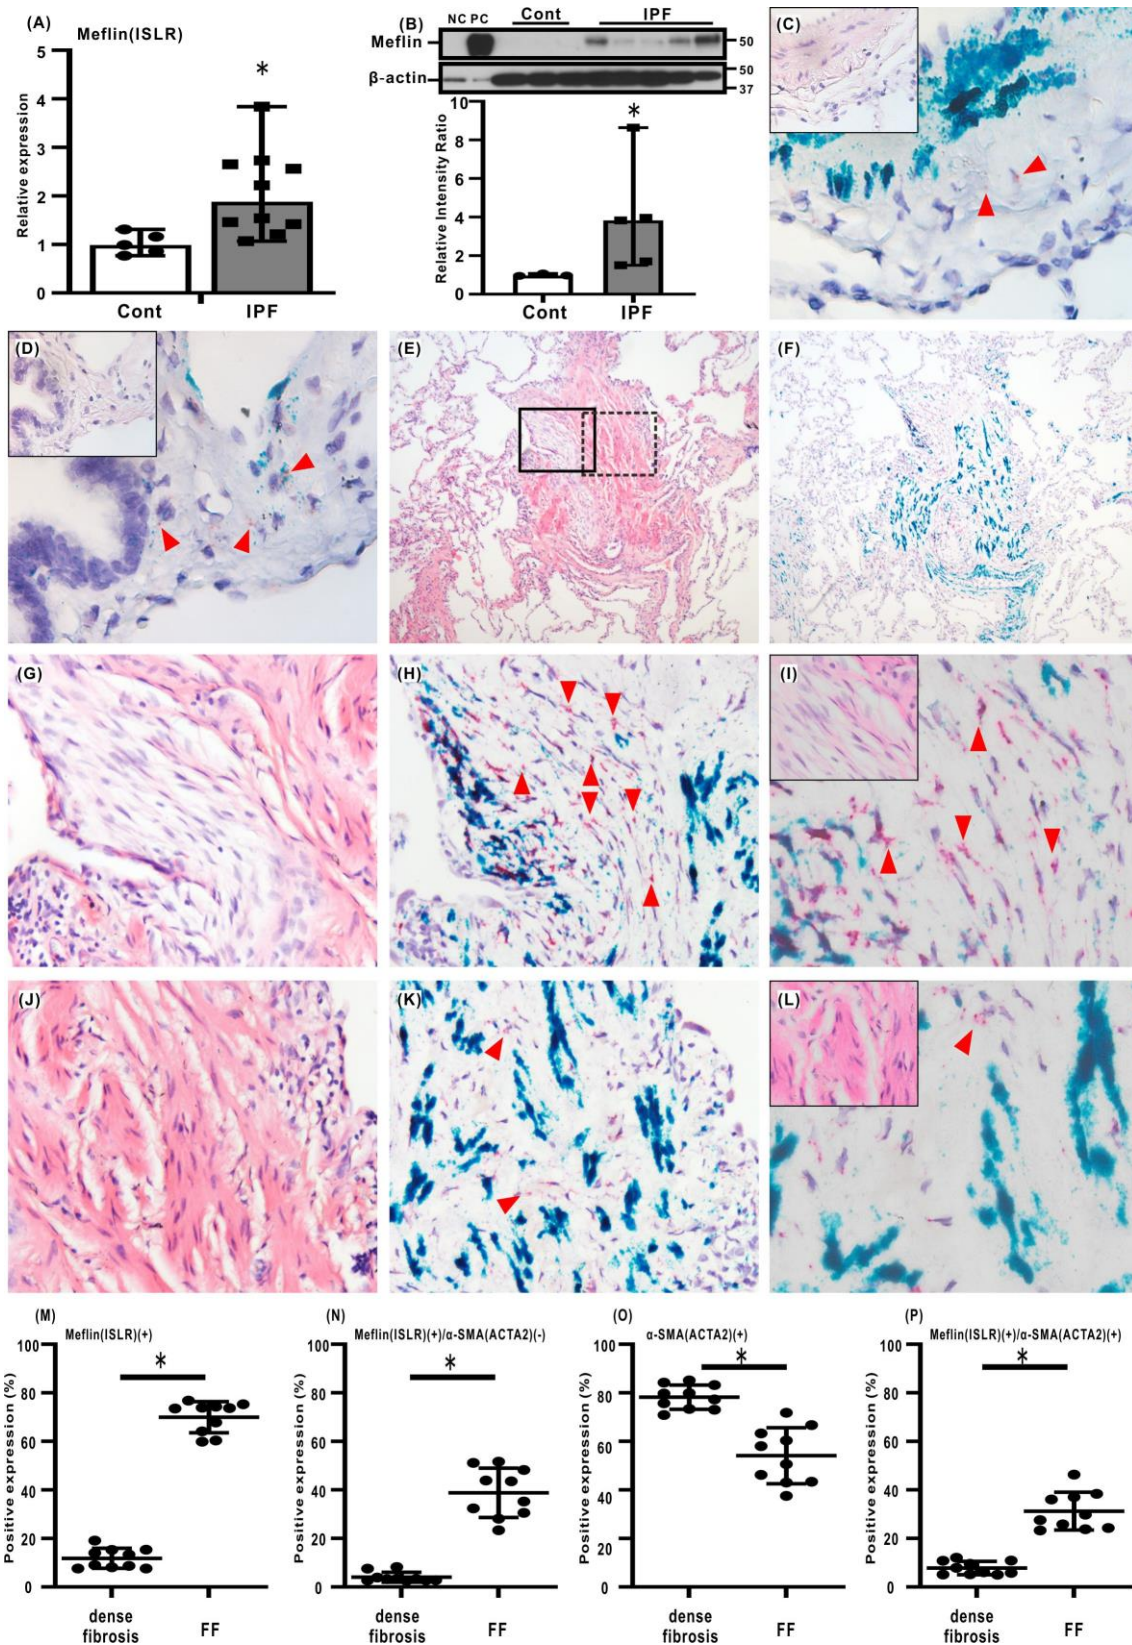 (A)
Meflin(ISLR)
Relative expression
5
4
3
2
1
0
*
Cont IPF
(B)
NC PC Cont IPF
Meflin
50
β-actin
50
37
Relative Intensity Ratio
10
8
6
4
2
0
*
Cont IPF
(C)
(D)
(E)
(F)
(G)
(H)
(I)
(J)
(K)
(L)
(M)
Meflin(ISLR)(+)
Positive expression (%)
100
80
60
40
20
0
*
dense
fibrosis
FF
(N)
Meflin(ISLR)(+)/α-SMA(ACTA2)(-)
Positive expression (%)
100
80
60
40
20
0
*
dense
fibrosis
FF
(O)
α-SMA(ACTA2)(+)
Positive expression (%)
100
80
60
40
20
0
*
dense
fibrosis
FF
(P)
Meflin(ISLR)(+)/α-SMA(ACTA2)(+)
Positive expression (%)
100
80
60
40
20
0
*
dense
fibrosis
FF